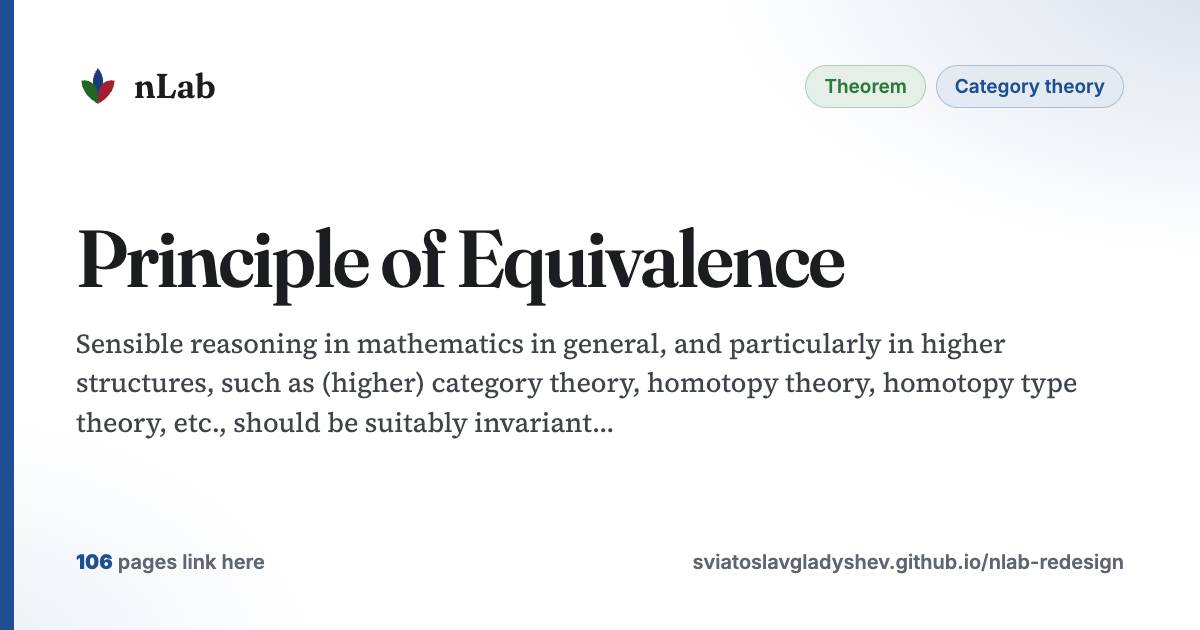 nLab
Theorem
Category theory
Principle of Equivalence
Sensible reasoning in mathematics in general, and particularly in higher
structures, such as (higher) category theory, homotopy theory, homotopy type
theory, etc., should be suitably invariant...
106 pages link here
sviatoslavgladyshev.github.io/nlab-redesign